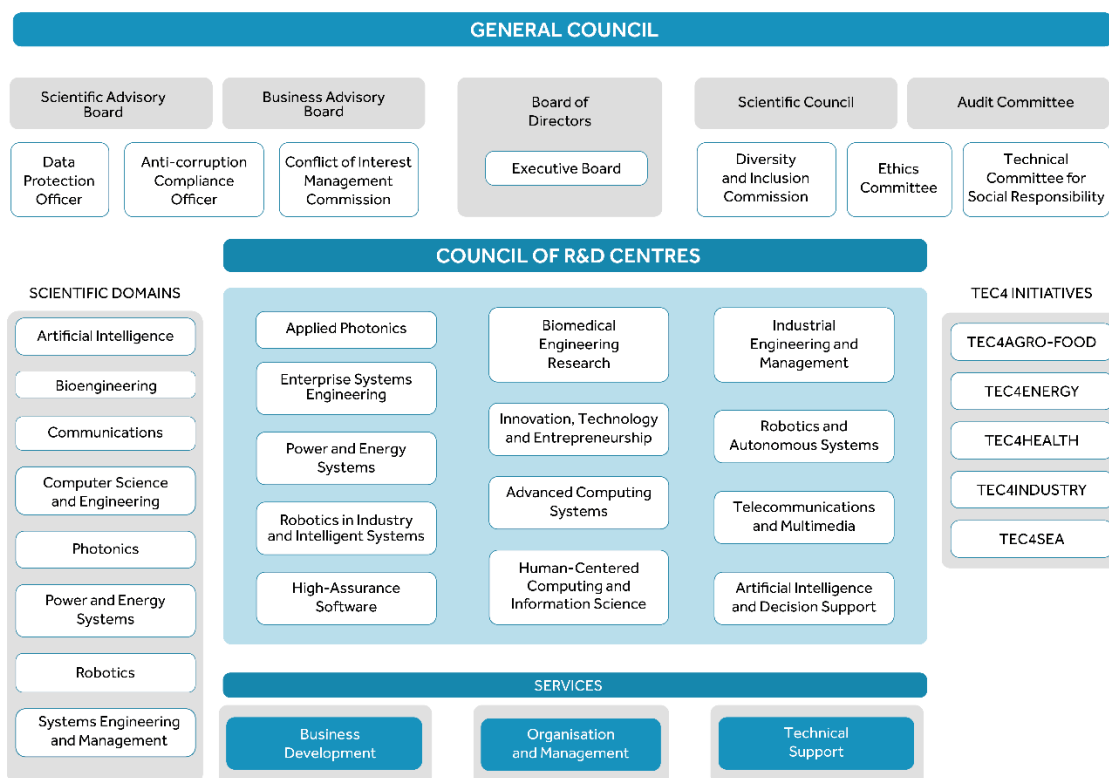 GENERAL COUNCIL
Scientific Advisory
Board
Business Advisory
Board
Board of
Directors
Scientific Council
Audit Committee
Data
Protection
Officer
Anti-corruption
Compliance
Officer
Conflict of Interest
Management
Commission
Executive Board
Diversity
and Inclusion
Commission
Ethics
Committee
Technical
Committee for
Social Responsibility
COUNCIL OF R&D CENTRES
SCIENTIFIC DOMAINS
Artificial Intelligence
Bioengineering
Communications
Computer Science
and Engineering
Photonics
Power and Energy
Systems
Robotics
Systems Engineering
and Management
Applied Photonics
Enterprise Systems
Engineering
Power and Energy
Systems
Robotics in Industry
and Intelligent Systems
High-Assurance
Software
Biomedical
Engineering
Research
Innovation, Technology
and Entrepreneurship
Advanced Computing
Systems
Human-Centered
Computing and
Information Science
Industrial
Engineering and
Management
Robotics and
Autonomous Systems
Telecommunications
and Multimedia
Artificial Intelligence
and Decision Support
TEC4 INITIATIVES
TEC4AGRO-FOOD
TEC4ENERGY
TEC4HEALTH
TEC4INDUSTRY
TEC4SEA
SERVICES
Business
Development
Organisation
and Management
Technical
Support